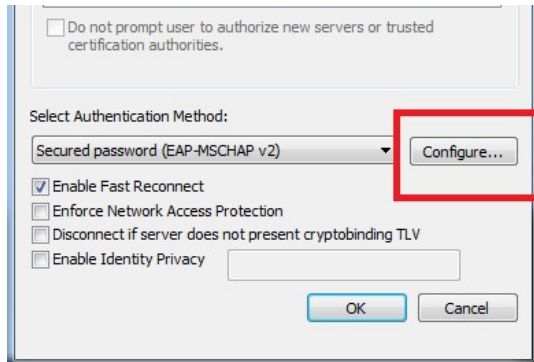 Do not prompt user to authorize new servers or trusted
certification authorities.
Select Authentication Method:
Secured password (EAP-MSCHAP v2)
Configure...
Enable Fast Reconnect
Enforce Network Access Protection
Disconnect if server does not present cryptobinding TLV
Enable Identity Privacy
OK
Cancel